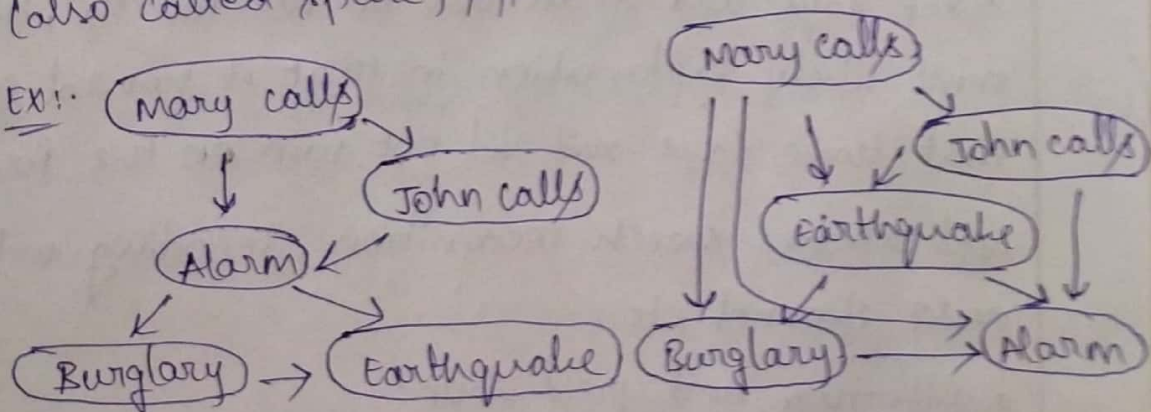 (also called
Ex:. Mary calls
John calls
Alarm
Burglary
Earthquake
Mary calls
John calls
Earthquake
Burglary
Alarm